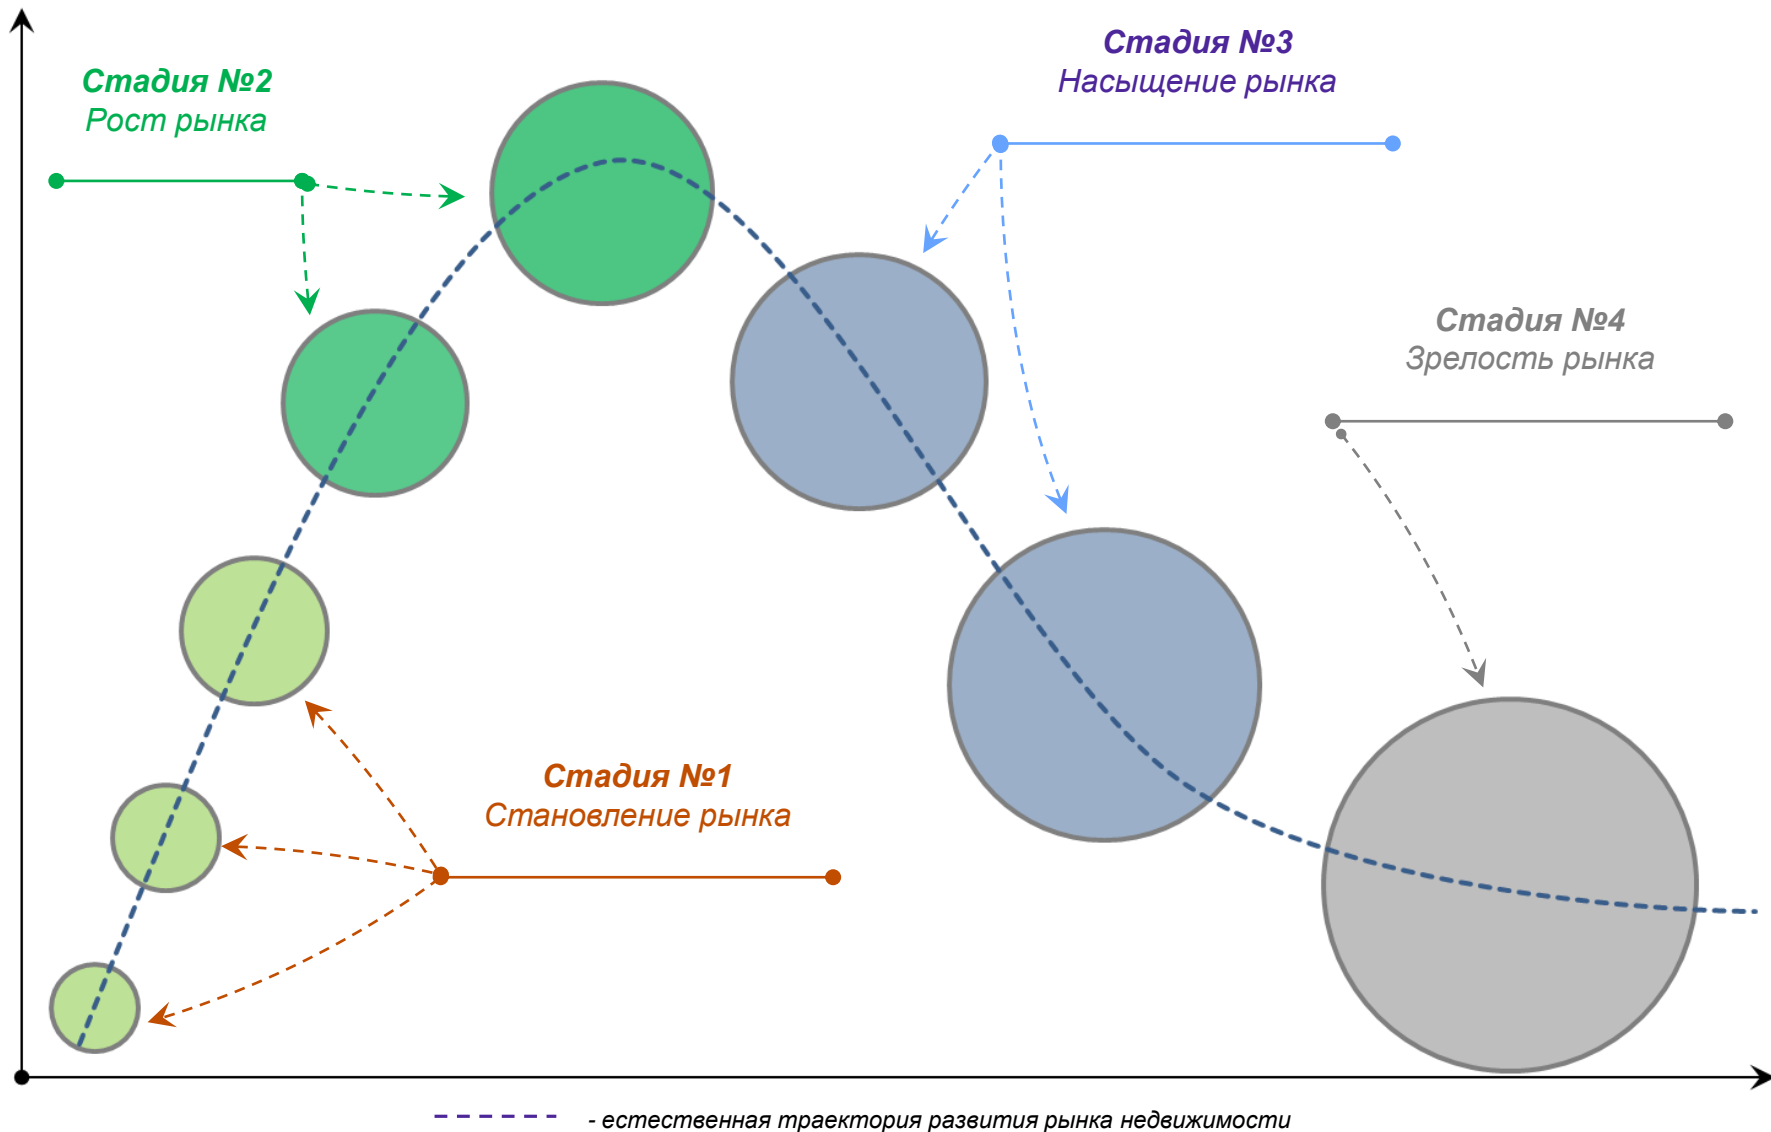 Стадия №3
Насыщение рынка
Стадия №2
Рост рынка
Стадия №4
Зрелость рынка
Стадия №1
Становление рынка
- естественная траектория развития рынка недвижимости